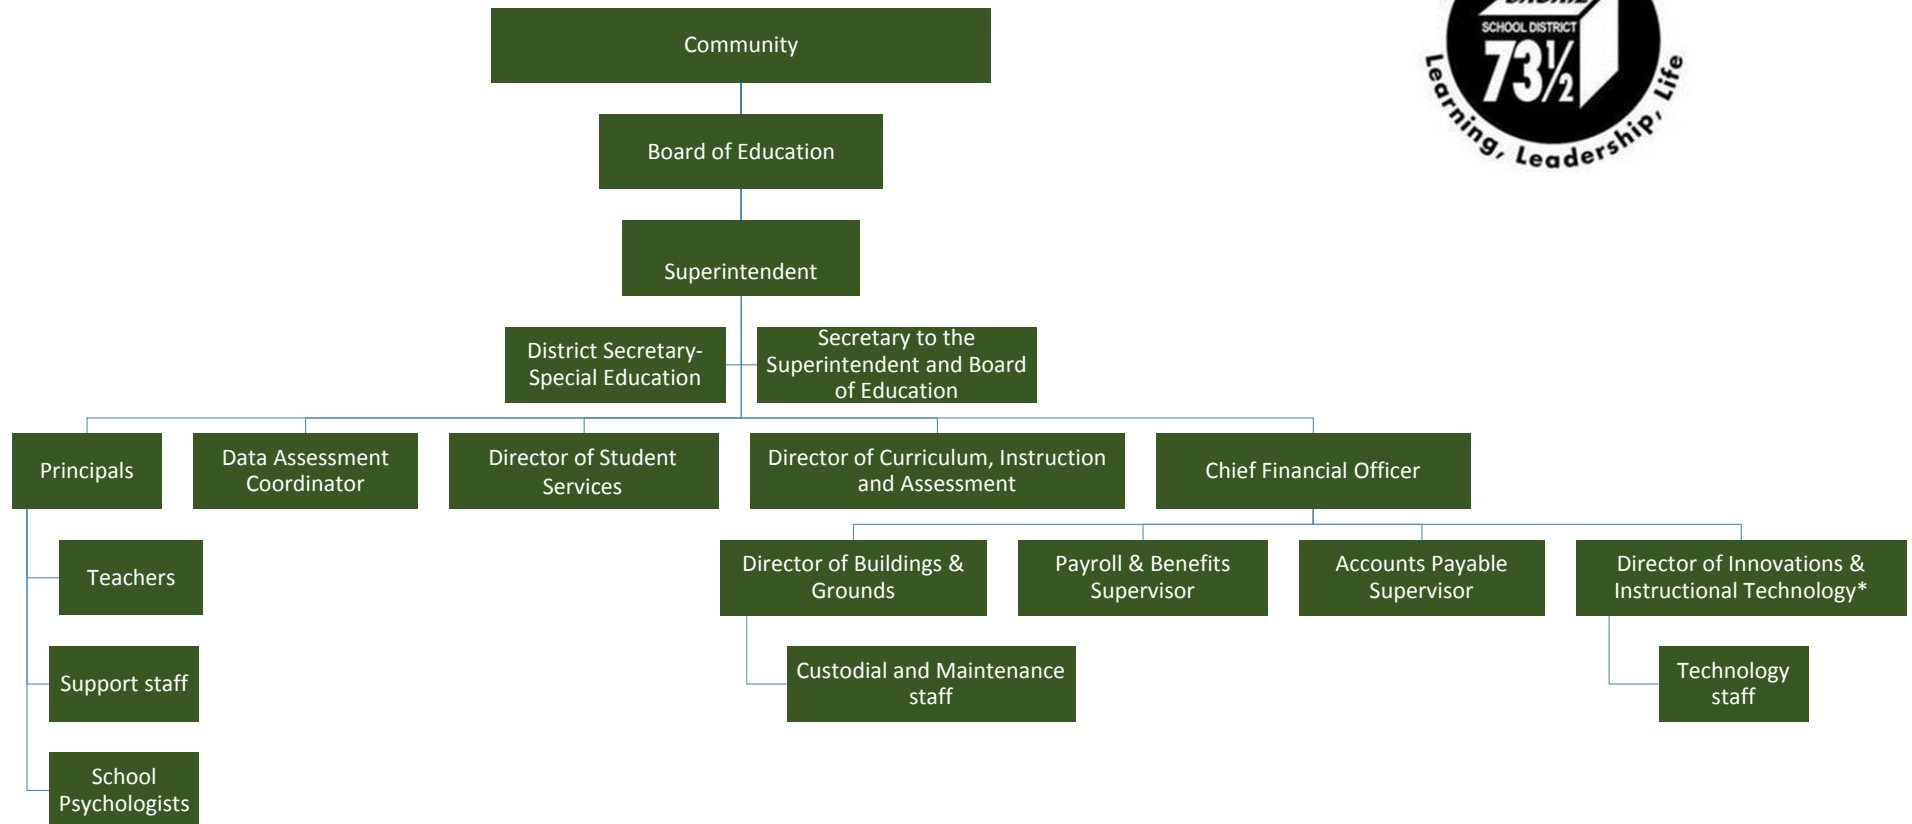 Community
SCHOOL DISTRICT
73½
Learning, Leadership, Life
Board of Education
Superintendent
District Secretary-
Special Education
Secretary to the
Superintendent and Board
of Education
Principals
Data Assessment
Coordinator
Director of Student
Services
Director of Curriculum, Instruction
and Assessment
Chief Financial Officer
Teachers
Support staff
School
Psychologists
Director of Buildings &
Grounds
Custodial and Maintenance
staff
Payroll & Benefits
Supervisor
Accounts Payable
Supervisor
Director of Innovations &
Instructional Technology*
Technology
staff